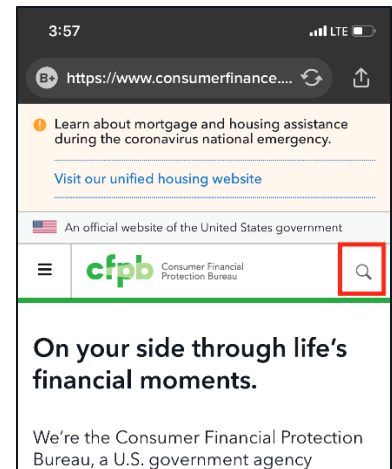 3:57
LTE
B+ https://www.consumerfinance....
Learn about mortgage and housing assistance
during the coronavirus national emergency.
Visit our unified housing website
An official website of the United States government
cfpb Consumer Financial
Protection Bureau
On your side through life’s
financial moments.
We’re the Consumer Financial Protection
Bureau, a U.S. government agency